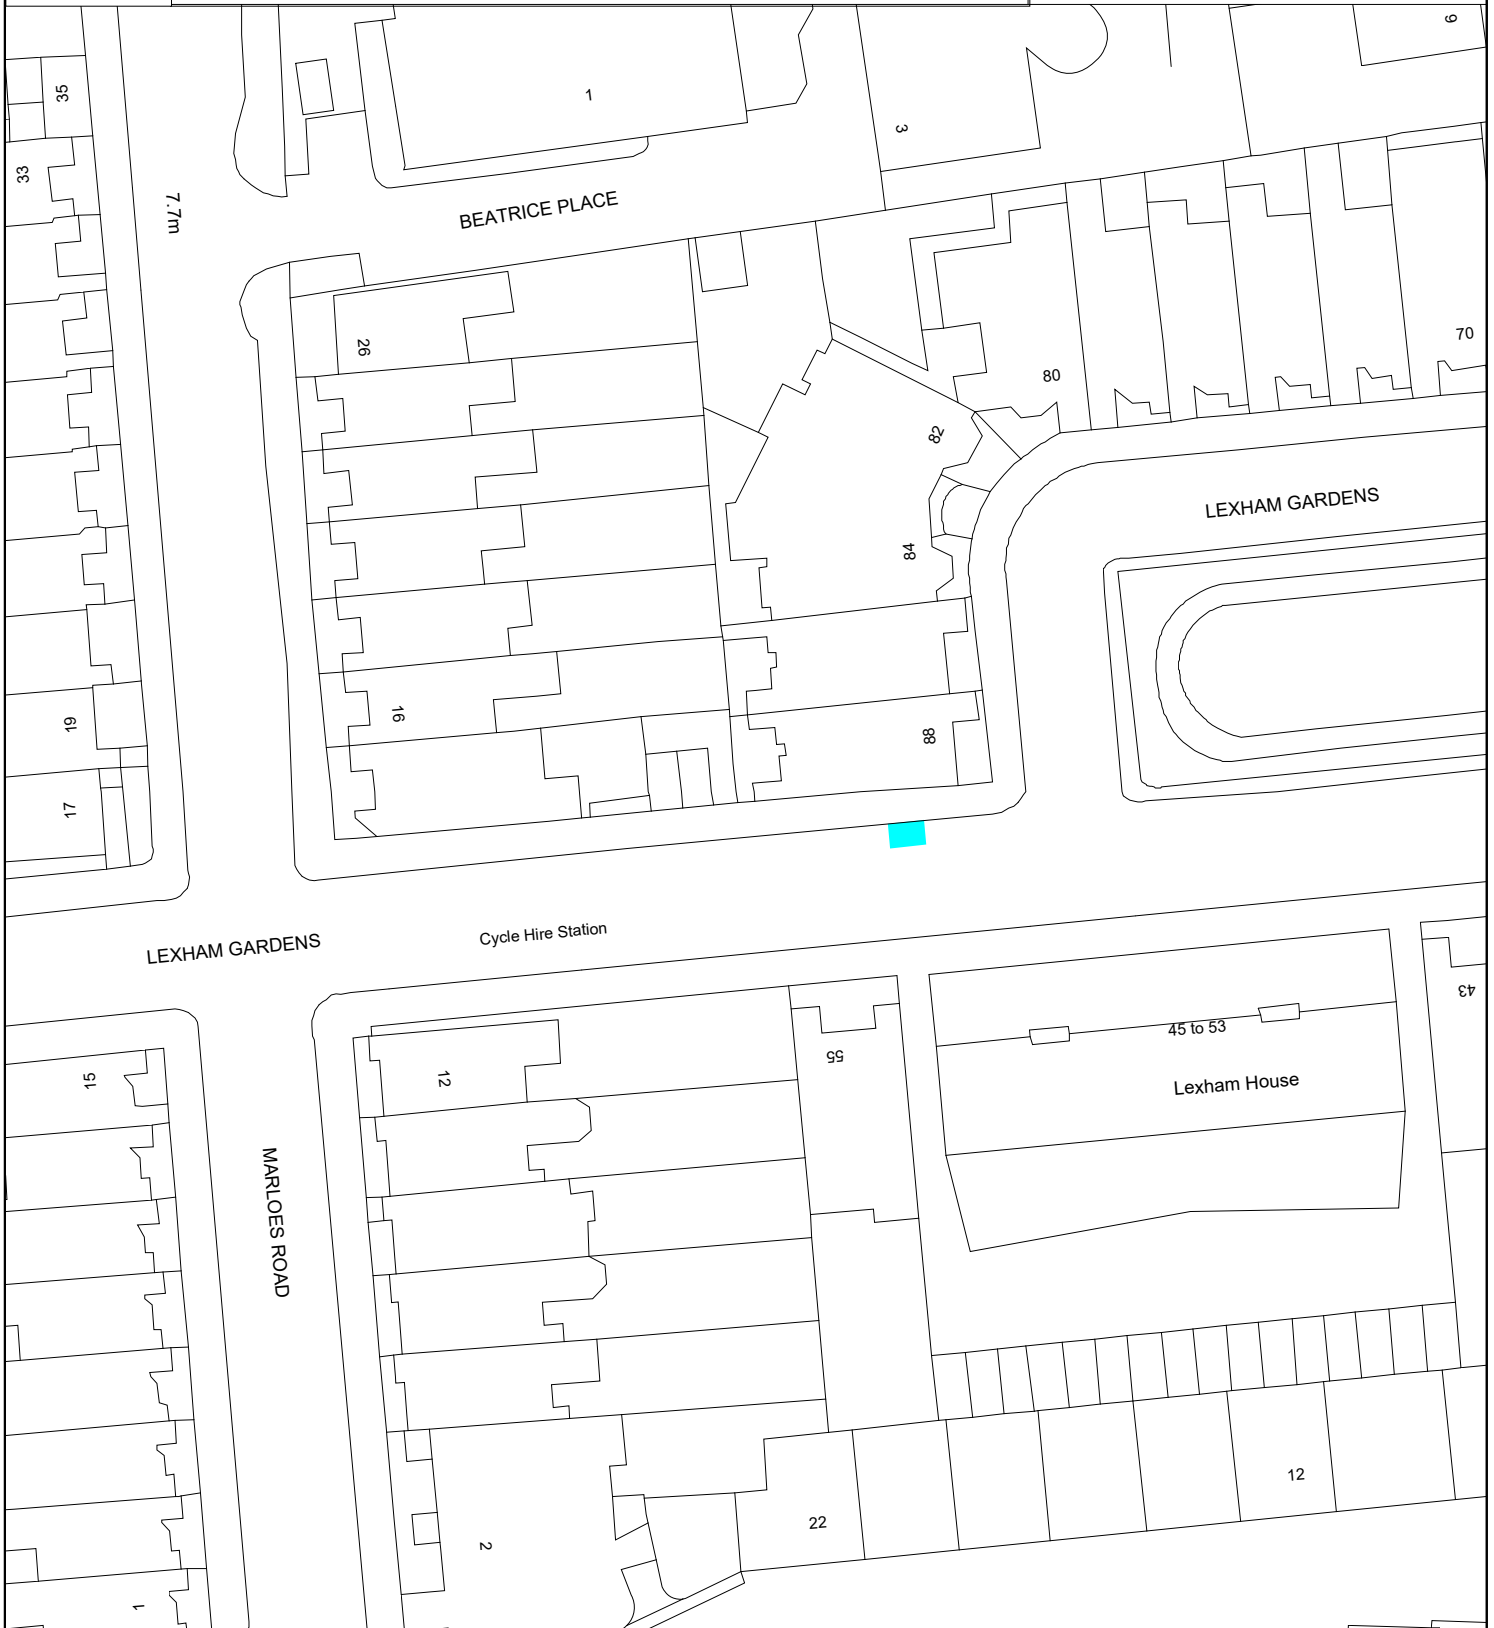 9
35
1
3
33
7.7m
BEATRICE PLACE
26
70
80
82
LEXHAM GARDENS
84
16
19
88
17
LEXHAM GARDENS
Cycle Hire Station
43
45 to 53
55
12
15
Lexham House
MARLOES ROAD
12
22
2
1